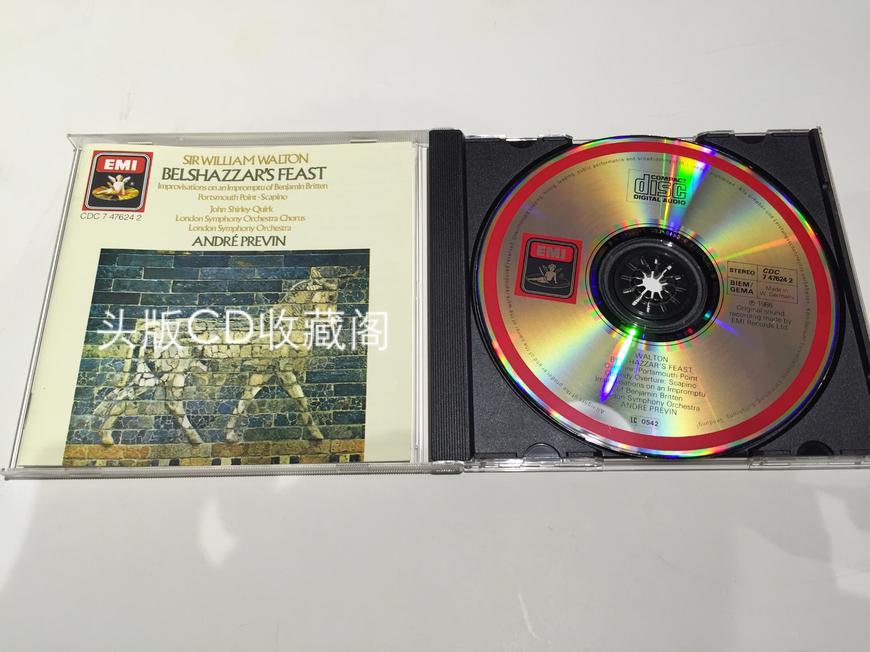 EMI
CDC 7 47624 2
SIR WILLIAM WALTON
BELSHAZZAR'S FEAST
Improvisations on an Impromptu of Benjamin Britten
Portsmouth Point · Scapino
John Shirley-Quirk
London Symphony Orchestra Chorus
London Symphony Orchestra
ANDRÉ PREVIN
头版CD收藏阁
COMPACT
disc
DIGITAL AUDIO
EMI
STEREO
CDC
7 47624 2
BIEM/
GEMA
Made in
W. Germany
℗ 1986
Original sound
recording made by
EMI Records Ltd.
WALTON
FEAST
Portsmouth Point
Overture: Scapino
on an Impromptu
of Benjamin Britten
London Symphony Orchestra
ANDRÉ PREVIN
LC 0542